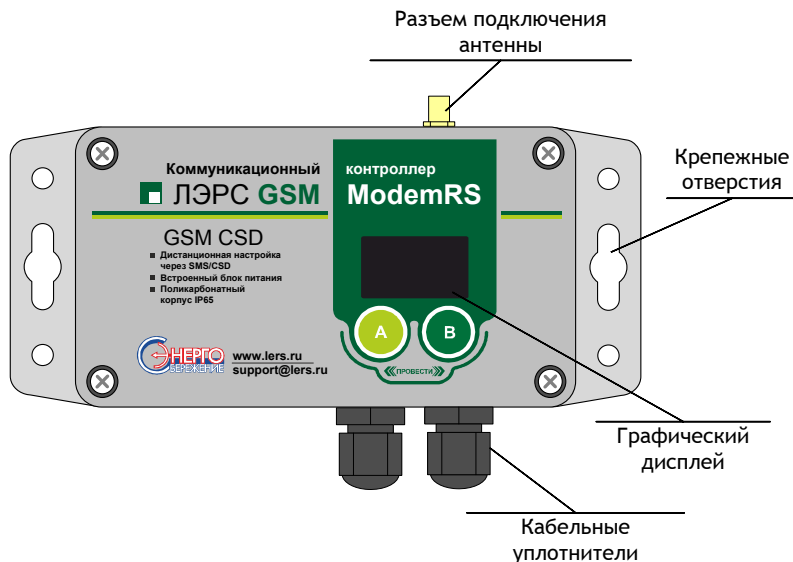 Разъем подключения
антенны
Крепежные
отверстия
Коммуникационный
контроллер
ЛЭРС GSM
ModemRS
GSM CSD
Дистанционная настройка
через SMS/CSD
Встроенный блок питания
Поликарбонатный
корпус IP65
A
B
ЭНЕРГО
СБЕРЕЖЕНИЕ
www.lers.ru
support@lers.ru
ПРОВЕСТИ
Графический
дисплей
Кабельные
уплотнители